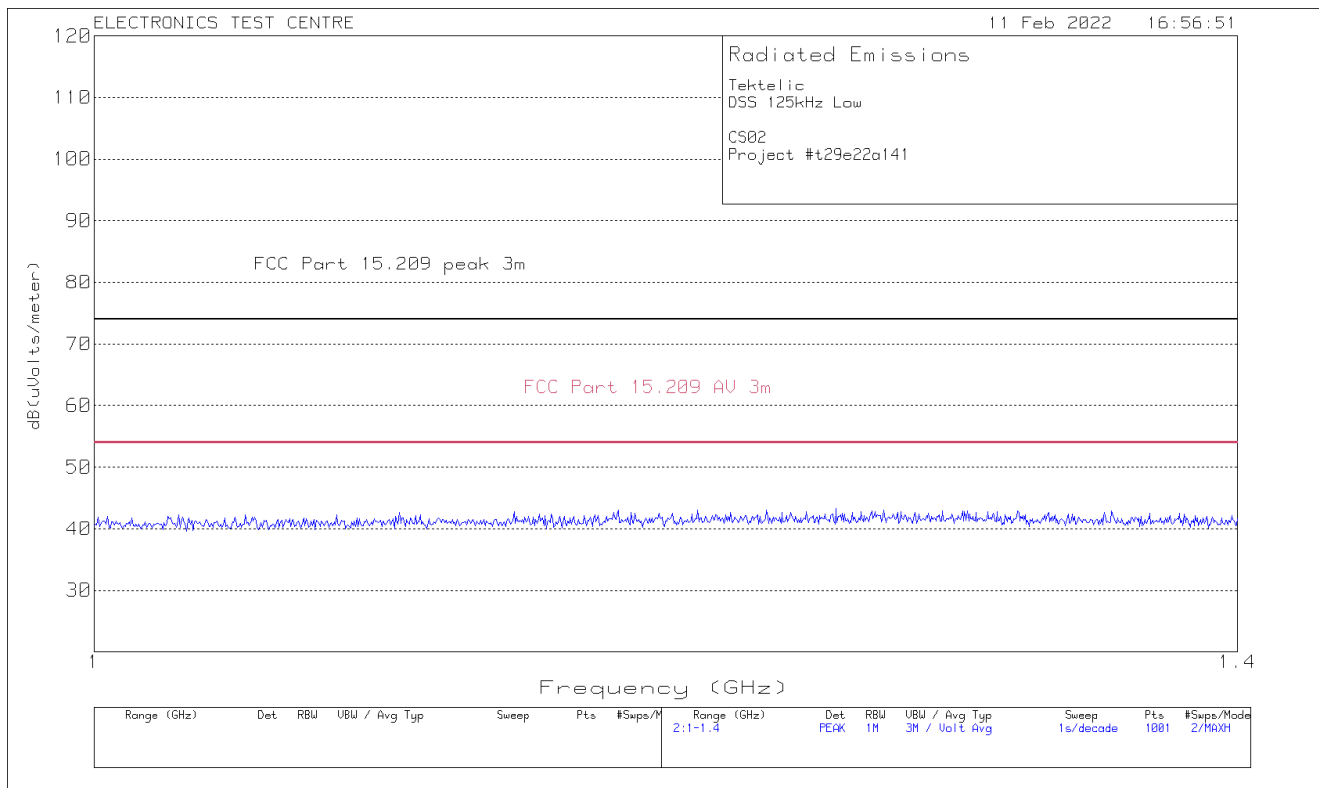 ELECTRONICS TEST CENTRE 11 Feb 2022 16:56:51
Radiated Emissions
Tektelic
DSS 125kHz Low
CS02
Project #t29e22a141
120
110
100
90
80
70
60
50
40
30
dB(uVolts/meter)
FCC Part 15.209 peak 3m
FCC Part 15.209 AV 3m
1 1.4
Frequency (GHz)
Range (GHz) Det RBW VBW / Avg Typ Sweep Pts #Swps/M Range (GHz) Det RBW VBW / Avg Typ Sweep Pts #Swps/Mode
2:1-1.4 PEAK 1M 3M / Volt Avg 1s/decade 1001 2/MAXH